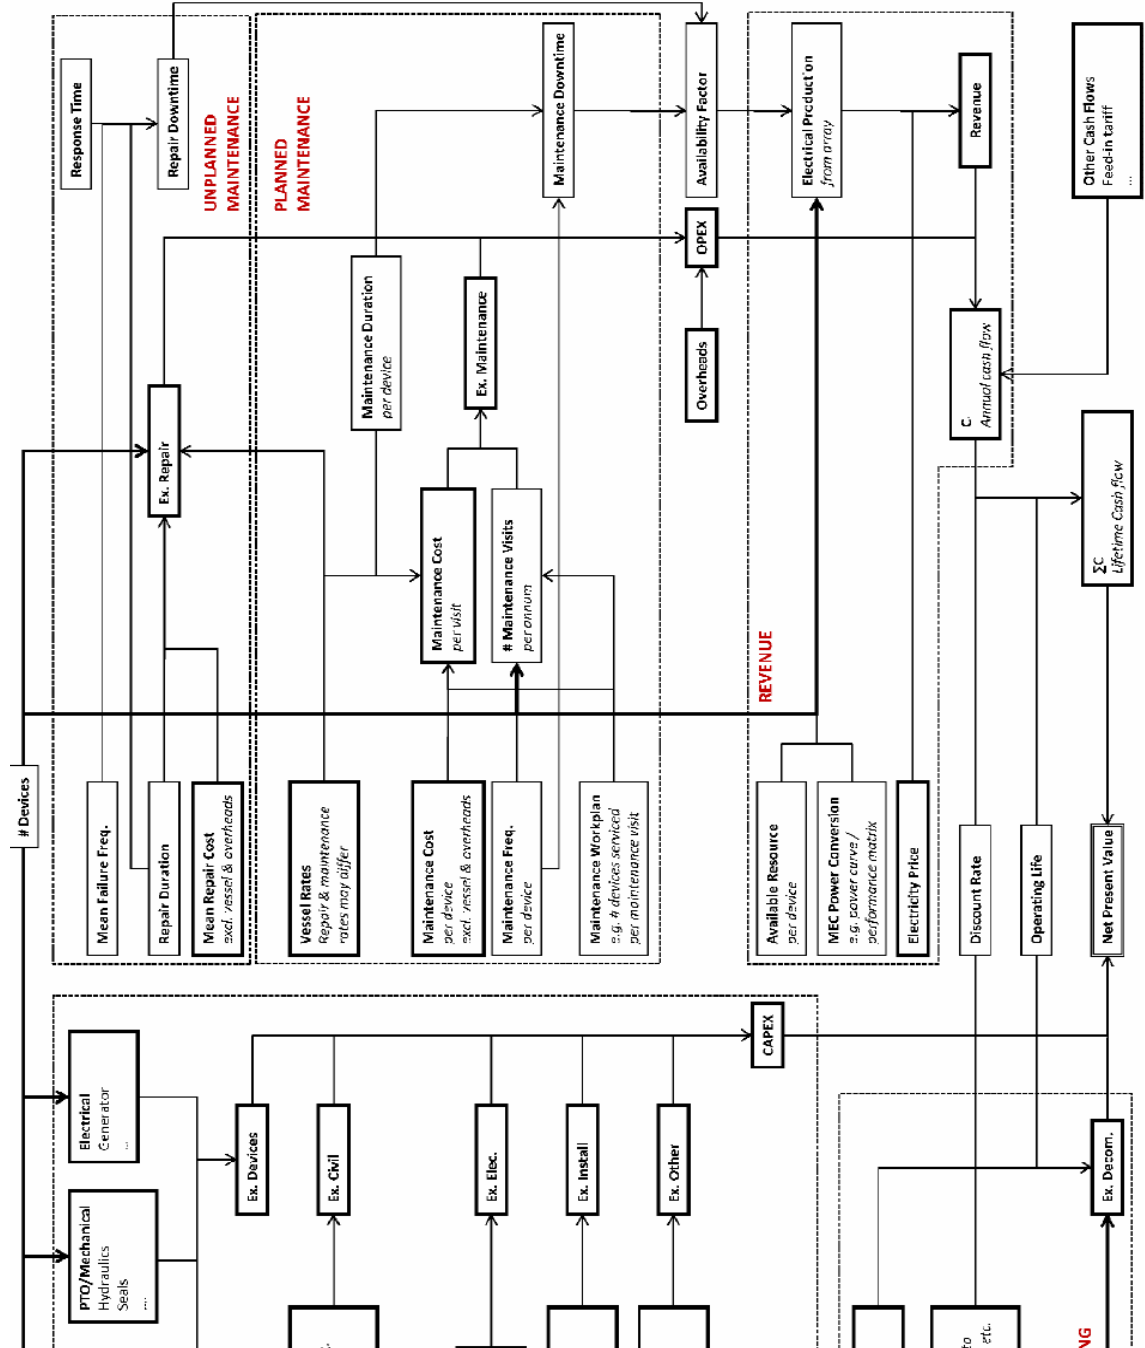 Response Time
Repair Downtime
UNPLANNED
MAINTENANCE
PLANNED
MAINTENANCE
Maintenance Downtime
Availability Factor
Electrical Production
from array
Revenue
Other Cash Flows
Feed-in tariff
...
OPEX
Maintenance Duration
per device
Ex. Maintenance
Overheads
C
Annual cash flow
Ex. Repair
Maintenance Cost
per visit
# Maintenance Visits
per annum
ΣC
Lifetime Cash flow
REVENUE
# Devices
Mean Failure Freq.
Repair Duration
Mean Repair Cost
excl. vessel & overheads
Vessel Rates
Repair & maintenance
rates may differ
Maintenance Cost
per device
excl. vessel & overheads
Maintenance Freq.
per device
Maintenance Workplan
e.g. # devices serviced
per maintenance visit
Available Resource
per device
MEC Power Conversion
e.g. power curve /
performance matrix
Electricity Price
Discount Rate
Operating Life
Net Present Value
CAPEX
Electrical
Generator
...
Ex. Devices
Ex. Civil
Ex. Elec.
Ex. Install
Ex. Other
Ex. Decom.
PTO/Mechanical
Hydraulics
Seals
....
to
etc.
NG